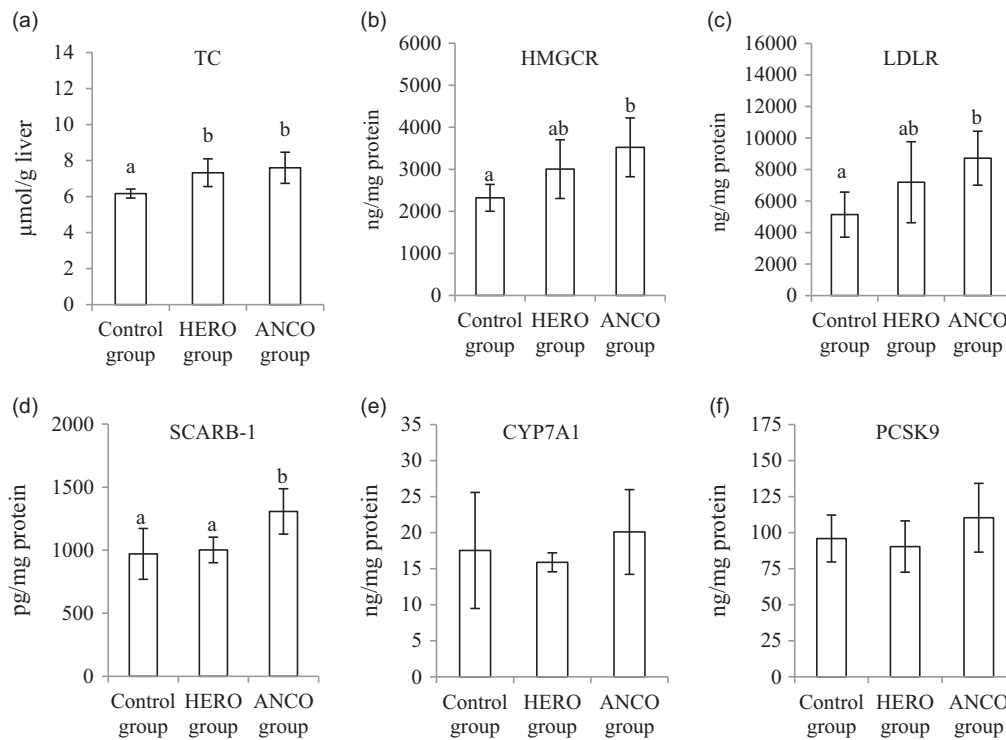 (a)
TC
14
12
10
8
6
4
2
0
µmol/g liver
a
b
b
Control group
HERO group
ANCO group
(b)
HMGCR
6000
5000
4000
3000
2000
1000
0
ng/mg protein
a
ab
b
Control group
HERO group
ANCO group
(c)
LDLR
16000
14000
12000
10000
8000
6000
4000
2000
0
ng/mg protein
a
ab
b
Control group
HERO group
ANCO group
(d)
SCARB-1
2000
1500
1000
500
0
pg/mg protein
a
a
b
Control group
HERO group
ANCO group
(e)
CYP7A1
35
30
25
20
15
10
5
0
ng/mg protein
Control group
HERO group
ANCO group
(f)
PCSK9
175
150
125
100
75
50
25
0
ng/mg protein
Control group
HERO group
ANCO group